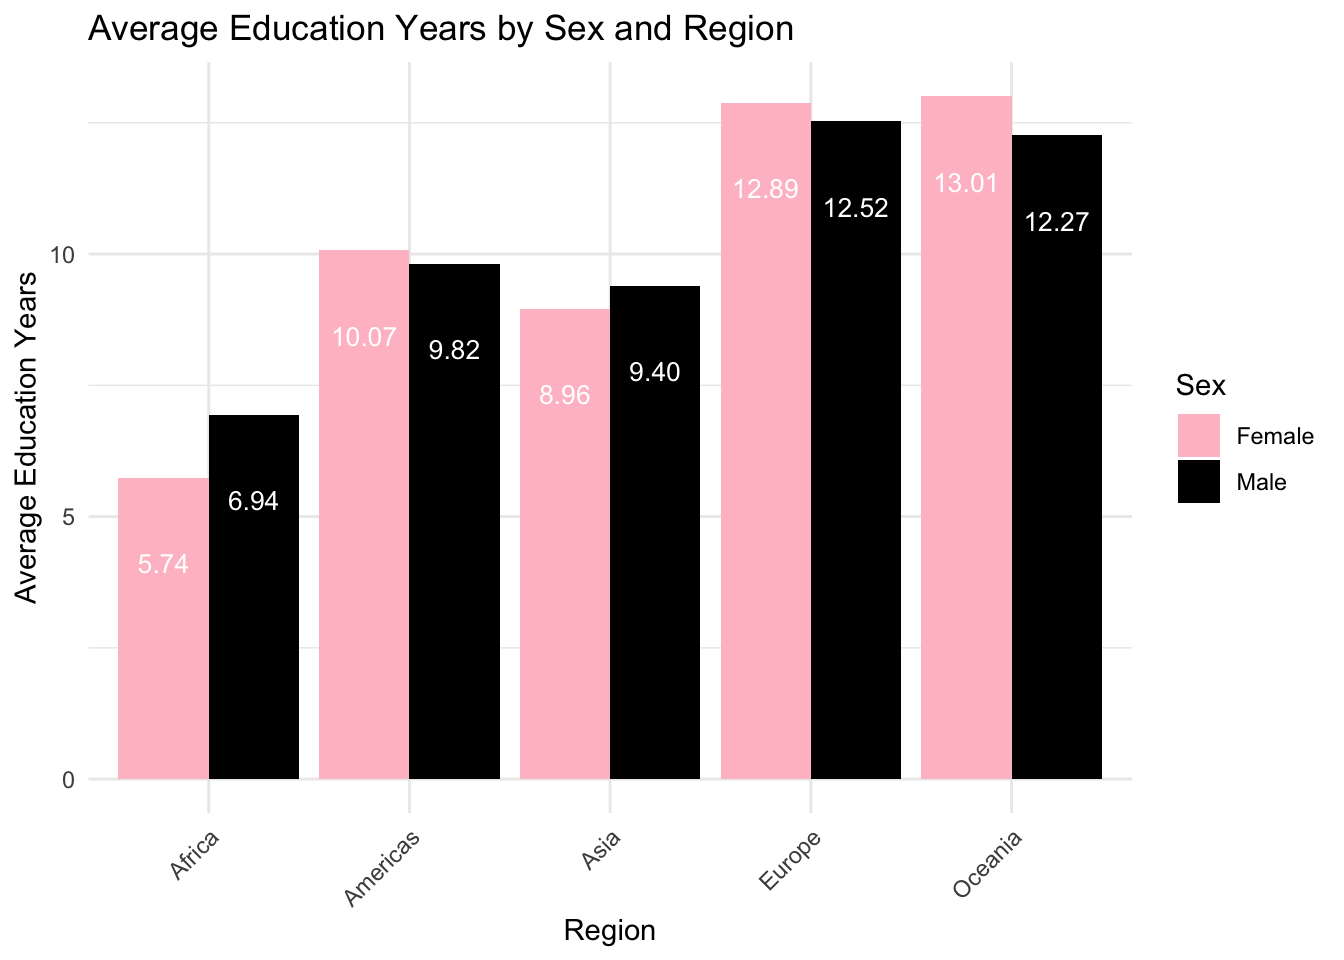 Average Education Years by Sex and Region
Average Education Years
10
5
0
5.74
6.94
10.07
9.82
8.96
9.40
12.89
12.52
13.01
12.27
Africa
Americas
Asia
Europe
Oceania
Region
Sex
Female
Male